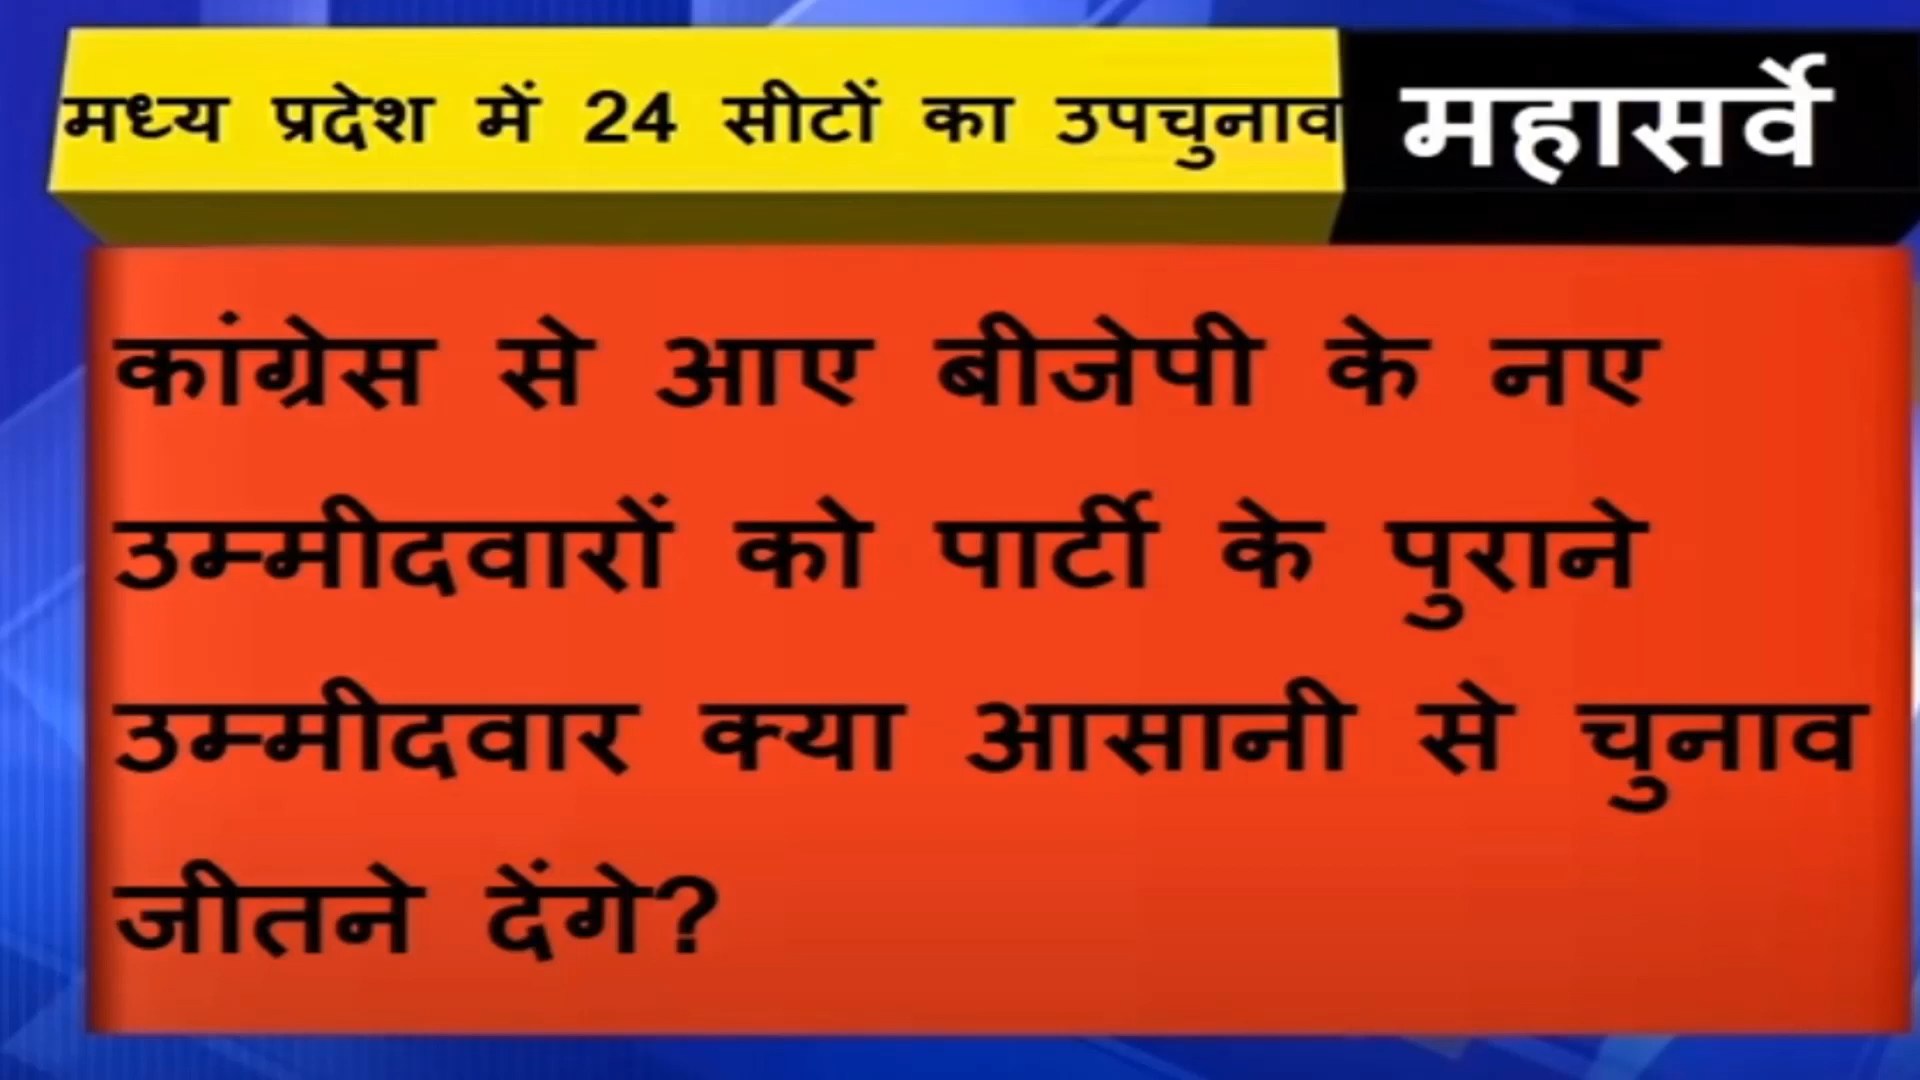 मध्य प्रदेश में 24 सीटों का उपचुनाव महासर्वे
कांग्रेस से आए बीजेपी के नए
उम्मीदवारों को पार्टी के पुराने
उम्मीदवार क्या आसानी से चुनाव
जीतने देंगे?